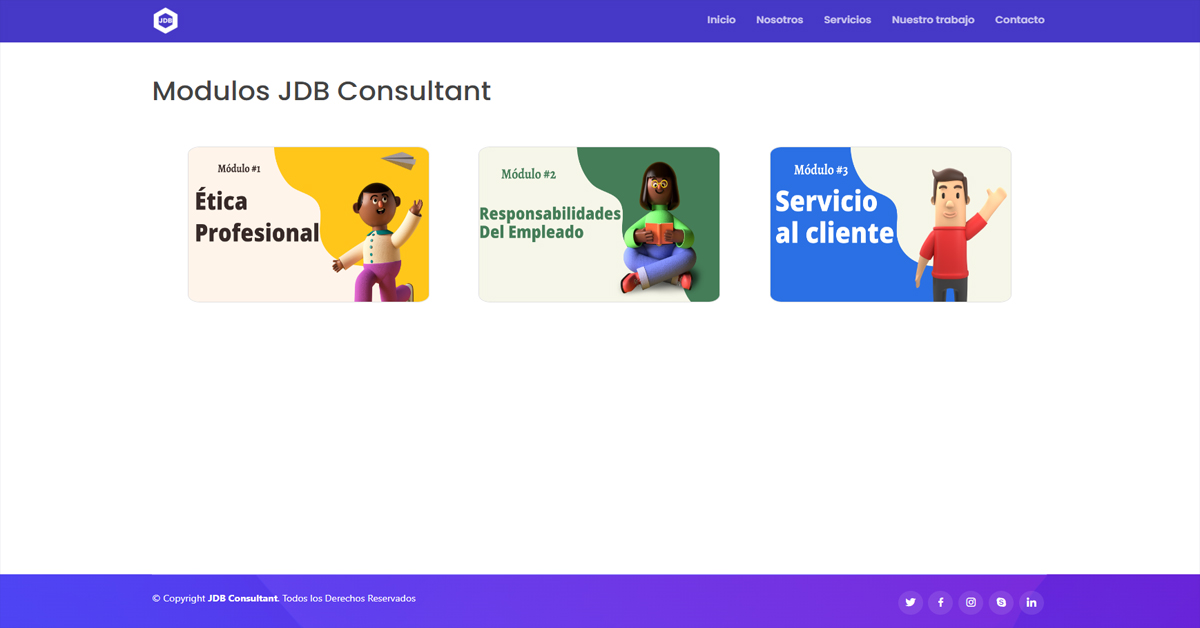 JDB
Inicio Nosotros Servicios Nuestro trabajo Contacto
Modulos JDB Consultant
Módulo #1
Ética
Profesional
Módulo #2
Responsabilidades
Del Empleado
Módulo #3
Servicio
al cliente
© Copyright JDB Consultant. Todos los Derechos Reservados